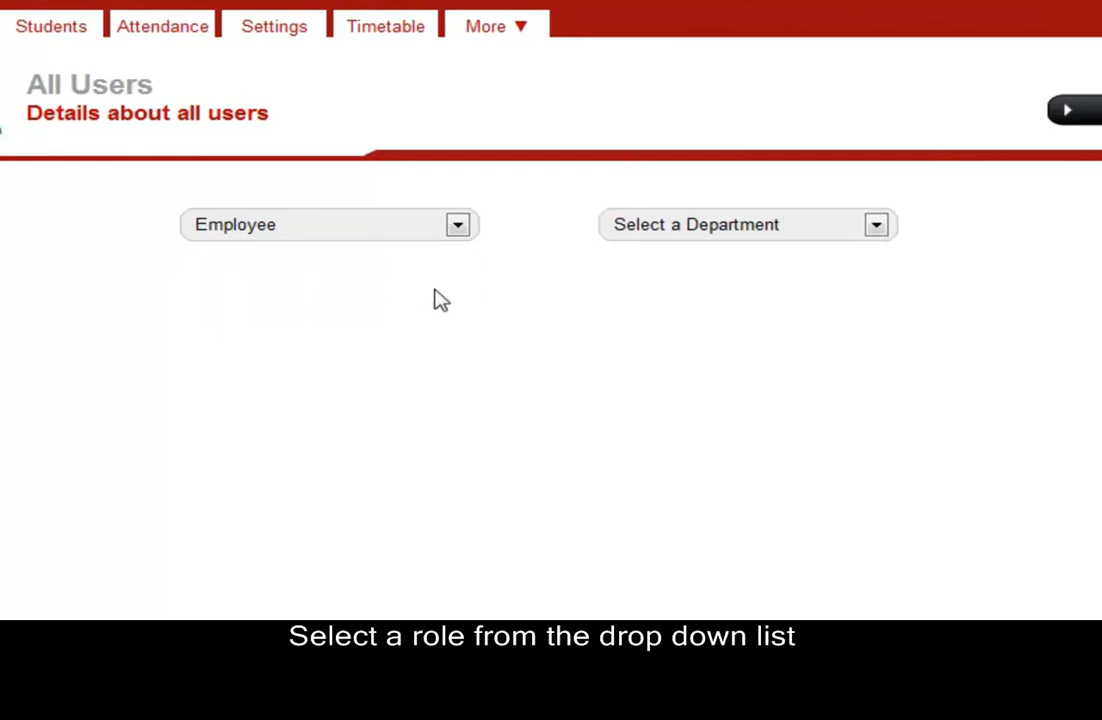 Students Attendance Settings Timetable More ▼
All Users
Details about all users
Employee Select a Department
Select a role from the drop down list